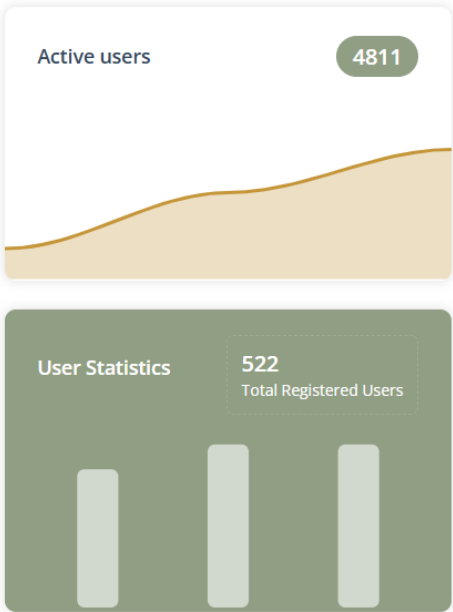 Active users
4811
User Statistics
522
Total Registered Users